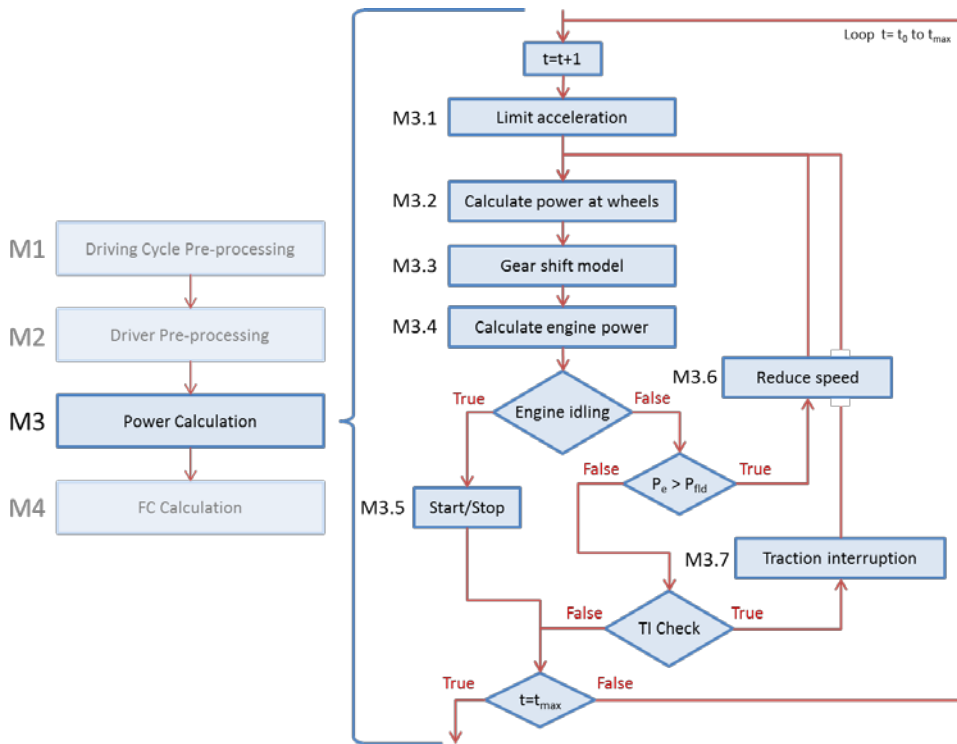 Loop t= t₀ to tₘₐₓ
t=t+1
M3.1
Limit acceleration
M3.2
Calculate power at wheels
M3.3
Gear shift model
M3.4
Calculate engine power
True
Engine idling
False
M3.6
Reduce speed
False
Pₑ > P_fld
True
M3.5
Start/Stop
M3.7
Traction interruption
False
TI Check
True
True
t=tₘₐₓ
False
M1
Driving Cycle Pre-processing
M2
Driver Pre-processing
M3
Power Calculation
M4
FC Calculation